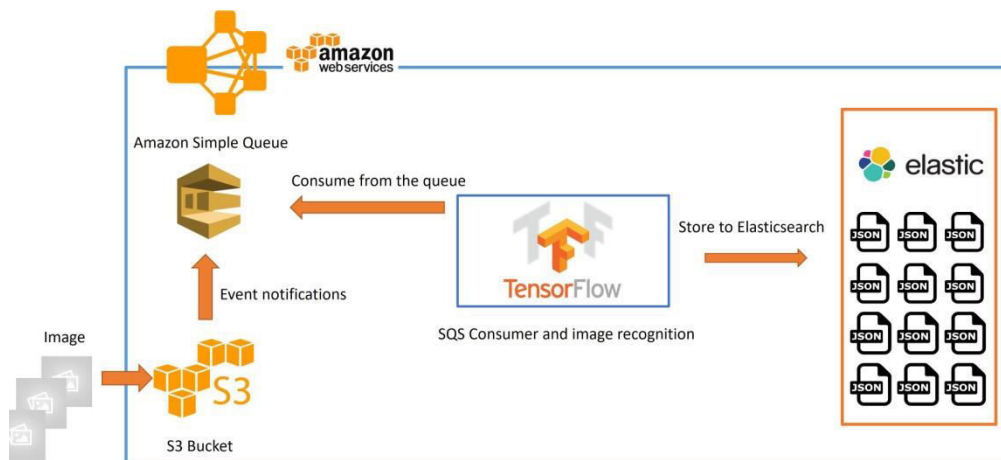 amazon
web services
Amazon Simple Queue
Consume from the queue
elastic
Store to Elasticsearch
TensorFlow
Event notifications
SQS Consumer and image recognition
Image
S3
S3 Bucket
JSON JSON JSON
JSON JSON JSON
JSON JSON JSON
JSON JSON JSON